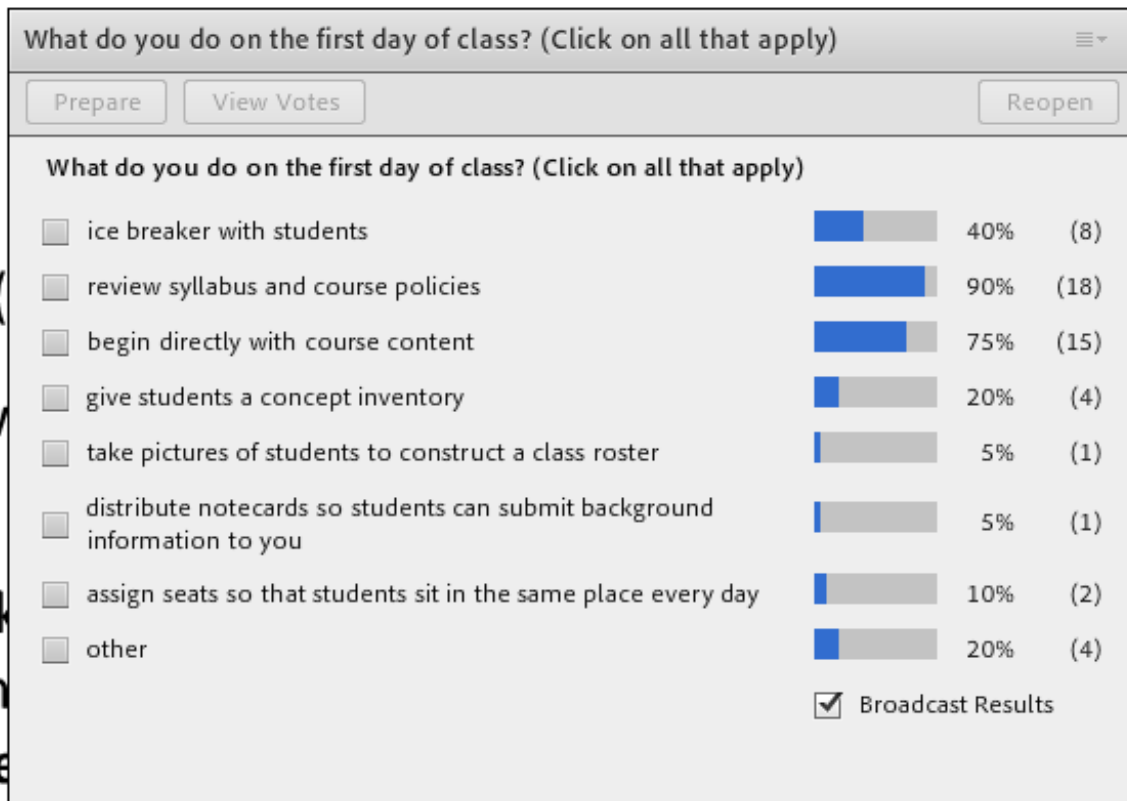 What do you do on the first day of class? (Click on all that apply)
Prepare View Votes Reopen
What do you do on the first day of class? (Click on all that apply)
ice breaker with students 40% (8)
review syllabus and course policies 90% (18)
begin directly with course content 75% (15)
give students a concept inventory 20% (4)
take pictures of students to construct a class roster 5% (1)
distribute notecards so students can submit background
information to you 5% (1)
assign seats so that students sit in the same place every day 10% (2)
other 20% (4)
Broadcast Results